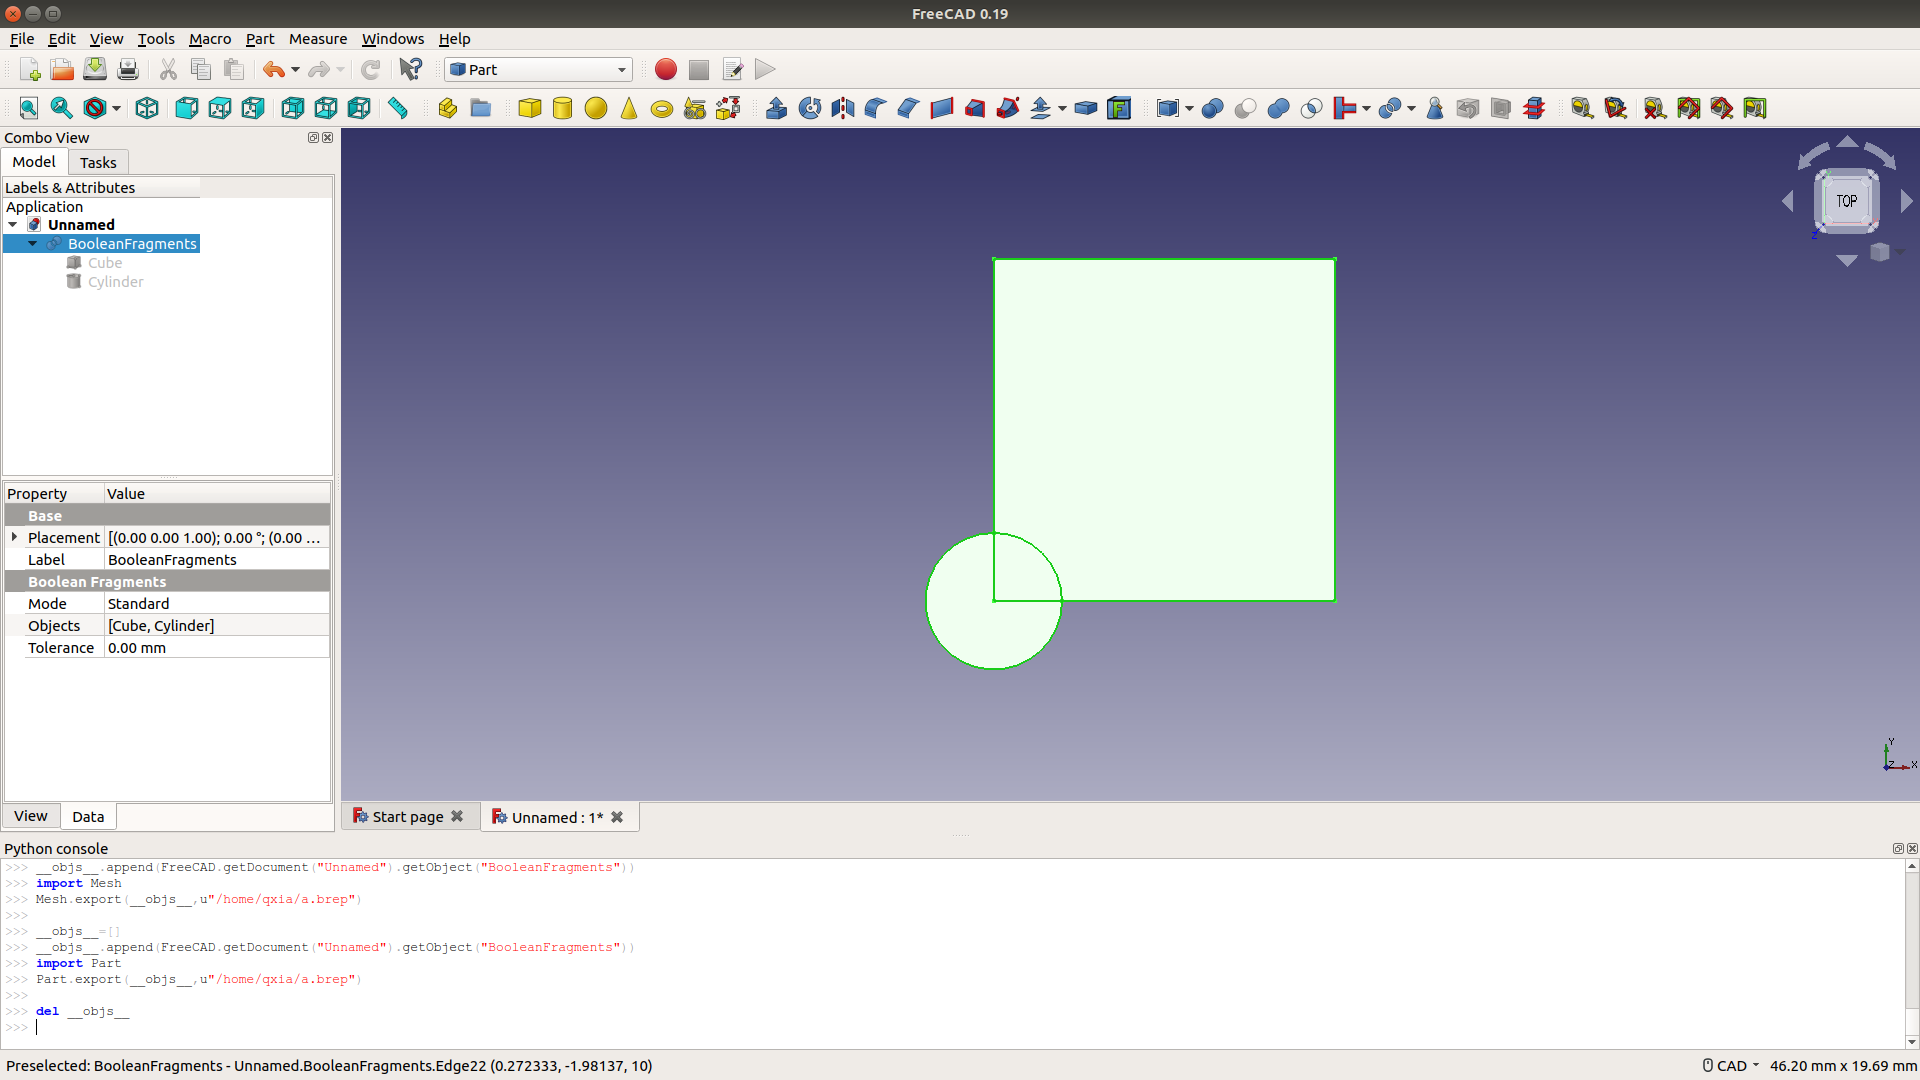 FreeCAD 0.19
File Edit View Tools Macro Part Measure Windows Help
Part
Combo View
Model Tasks
Labels & Attributes
Application
Unnamed
BooleanFragments
Cube
Cylinder
TOP
Z
Property Value
Base
Placement [(0.00 0.00 1.00); 0.00 °; (0.00 ...
Label BooleanFragments
Boolean Fragments
Mode Standard
Objects [Cube, Cylinder]
Tolerance 0.00 mm
Y
Z X
View Data
Start page Unnamed : 1*
Python console
>>> __objs__.append(FreeCAD.getDocument("Unnamed").getObject("BooleanFragments"))
>>> import Mesh
>>> Mesh.export(__objs__,u"/home/qxia/a.brep")
>>>
>>> __objs__=[]
>>> __objs__.append(FreeCAD.getDocument("Unnamed").getObject("BooleanFragments"))
>>> import Part
>>> Part.export(__objs__,u"/home/qxia/a.brep")
>>>
>>> del __objs__
>>>
Preselected: BooleanFragments - Unnamed.BooleanFragments.Edge22 (0.272333, -1.98137, 10)
CAD 46.20 mm x 19.69 mm